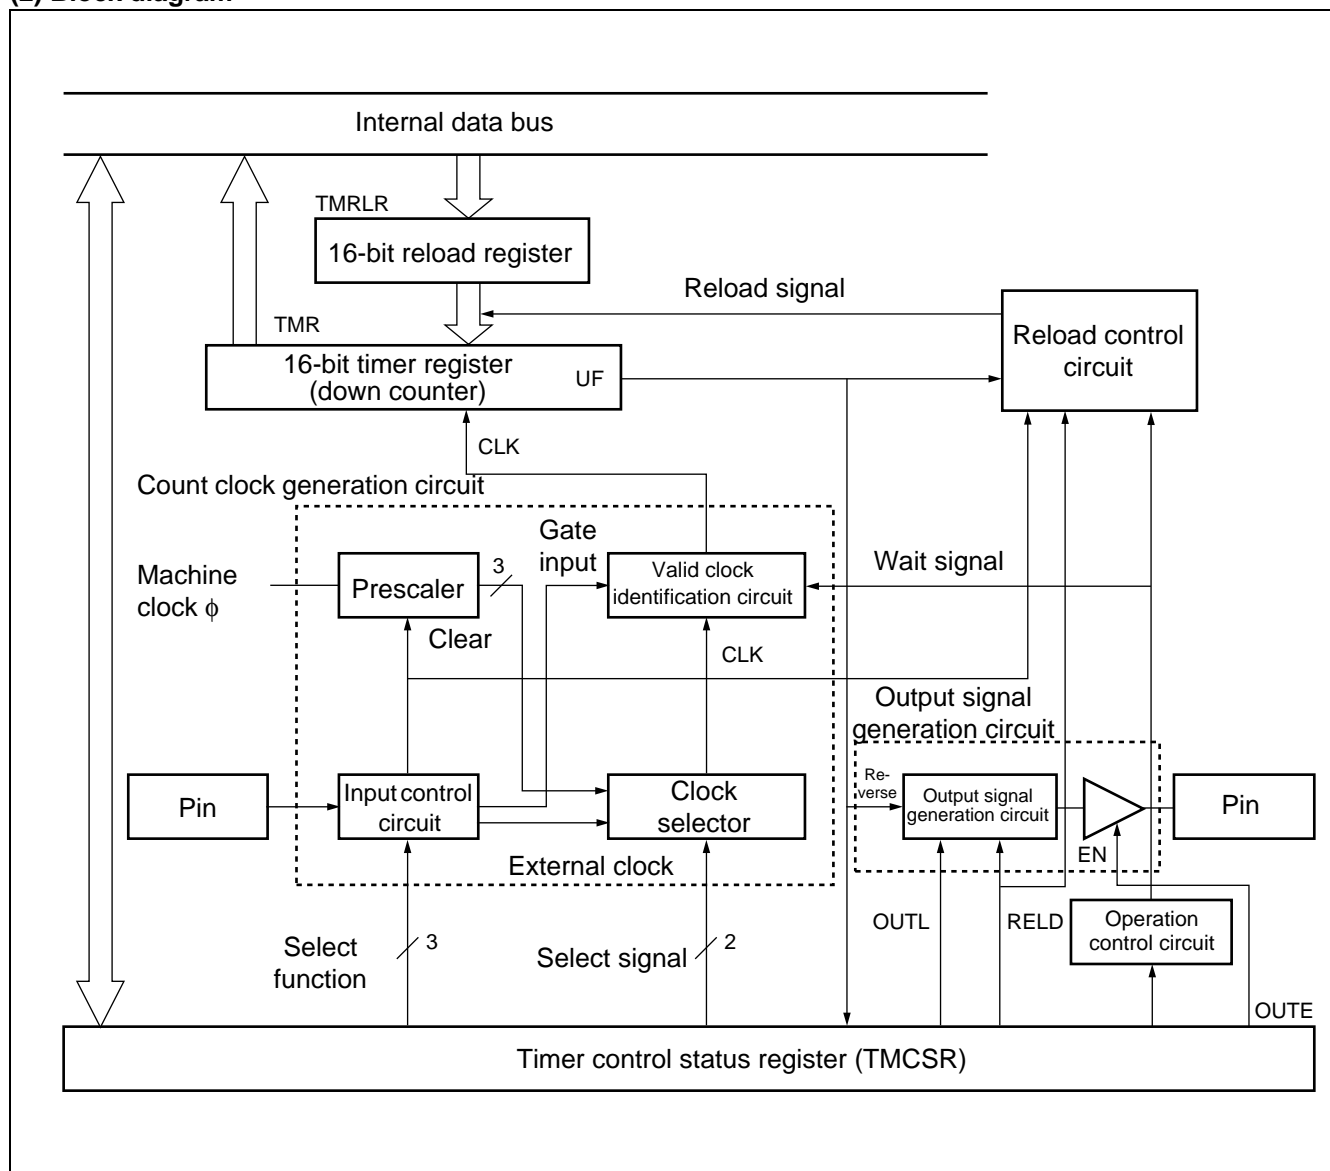 (2) Block diagram
Internal data bus
TMRLR
16-bit reload register
Reload signal
Reload control
circuit
TMR
16-bit timer register
(down counter)
UF
CLK
Count clock generation circuit
Gate
input
Machine
clock φ
Prescaler
3
Valid clock
identification circuit
Wait signal
Clear
CLK
Output signal
generation circuit
Pin
Input control
circuit
Clock
selector
Re-
verse
Output signal
generation circuit
Pin
EN
External clock
OUTL
RELD
Operation
control circuit
Select
function
3
Select signal
2
OUTE
Timer control status register (TMCSR)